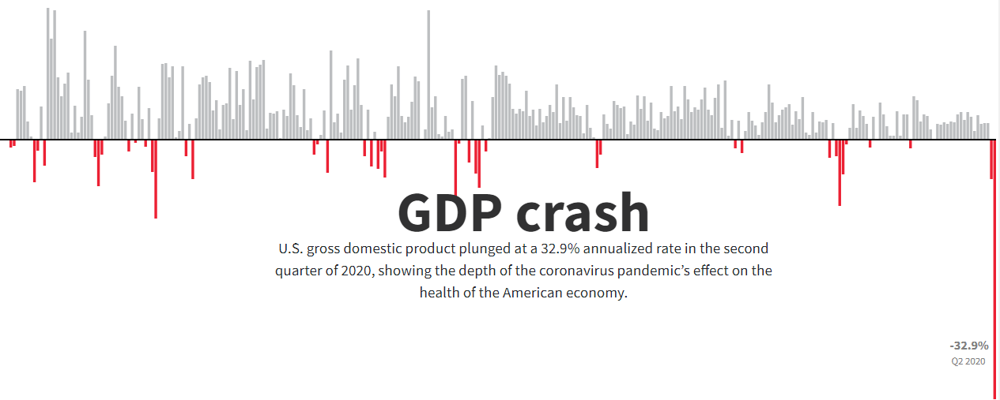 GDP crash
U.S. gross domestic product plunged at a 32.9% annualized rate in the second
quarter of 2020, showing the depth of the coronavirus pandemic’s effect on the
health of the American economy.
-32.9%
Q2 2020